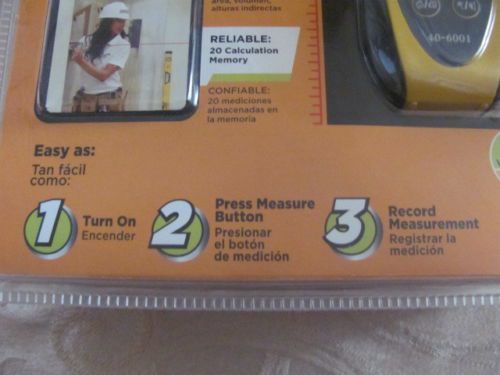 área, volumen,
alturas indirectas
RELIABLE:
20 Calculation
Memory
CONFIABLE:
20 mediciones
almacenadas en
la memoria
40-6001
Easy as:
Tan fácil
como:
1 Turn On
Encender
2 Press Measure
Button
Presionar
el botón
de medición
3 Record
Measurement
Registrar la
medición